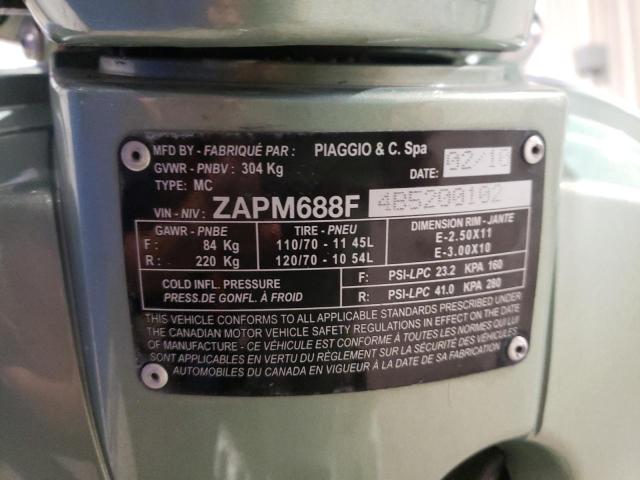 MFD BY - FABRIQUÉ PAR : PIAGGIO & C. Spa
GVWR - PNBV : 304 Kg DATE: 02/10
TYPE: MC
VIN - NIV : ZAPM688F 4B5200102
GAWR - PNBE TIRE - PNEU DIMENSION RIM - JANTE
F : 84 Kg 110/70 - 11 45L E-2.50X11
R : 220 Kg 120/70 - 10 54L E-3.00X10
COLD INFL. PRESSURE F: PSI-LPC 23.2 KPA 160
PRESS.DE GONFL. À FROID R: PSI-LPC 41.0 KPA 280
THIS VEHICLE CONFORMS TO ALL APPLICABLE STANDARDS PRESCRIBED UNDER
THE CANADIAN MOTOR VEHICLE SAFETY REGULATIONS IN EFFECT ON THE DATE
OF MANUFACTURE - CE VÉHICULE EST CONFORME À TOUTES LES NORMES QUI LUI
SONT APPLICABLES EN VERTU DU RÉGLEMENT SUR LA SÉCURITÉ DES VÉHICULES
AUTOMOBILES DU CANADA EN VIGUEUR À LA DATE DE SA FABRICATION.